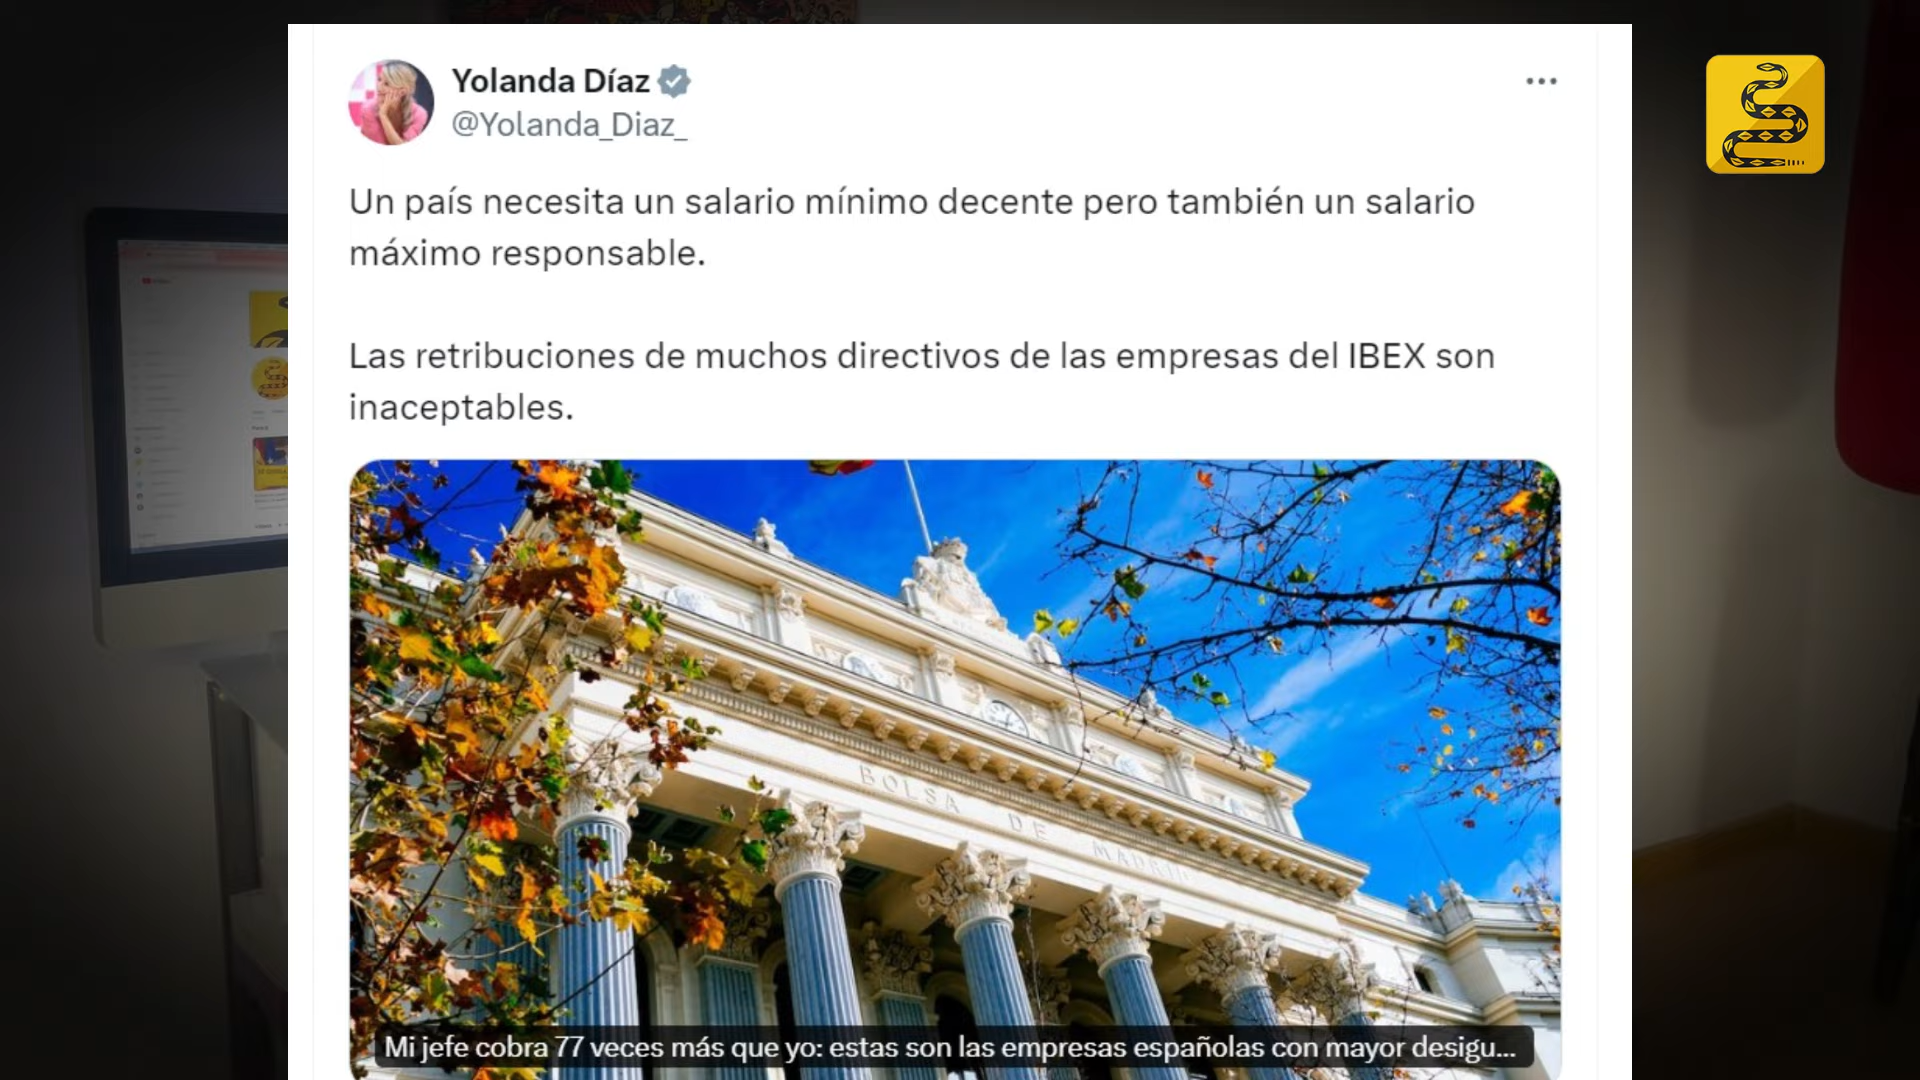 Yolanda Díaz
@Yolanda_Diaz_
Un país necesita un salario mínimo decente pero también un salario
máximo responsable.
Las retribuciones de muchos directivos de las empresas del IBEX son
inaceptables.
BOLSA DE MADRID
Mi jefe cobra 77 veces más que yo: estas son las empresas españolas con mayor desigu...